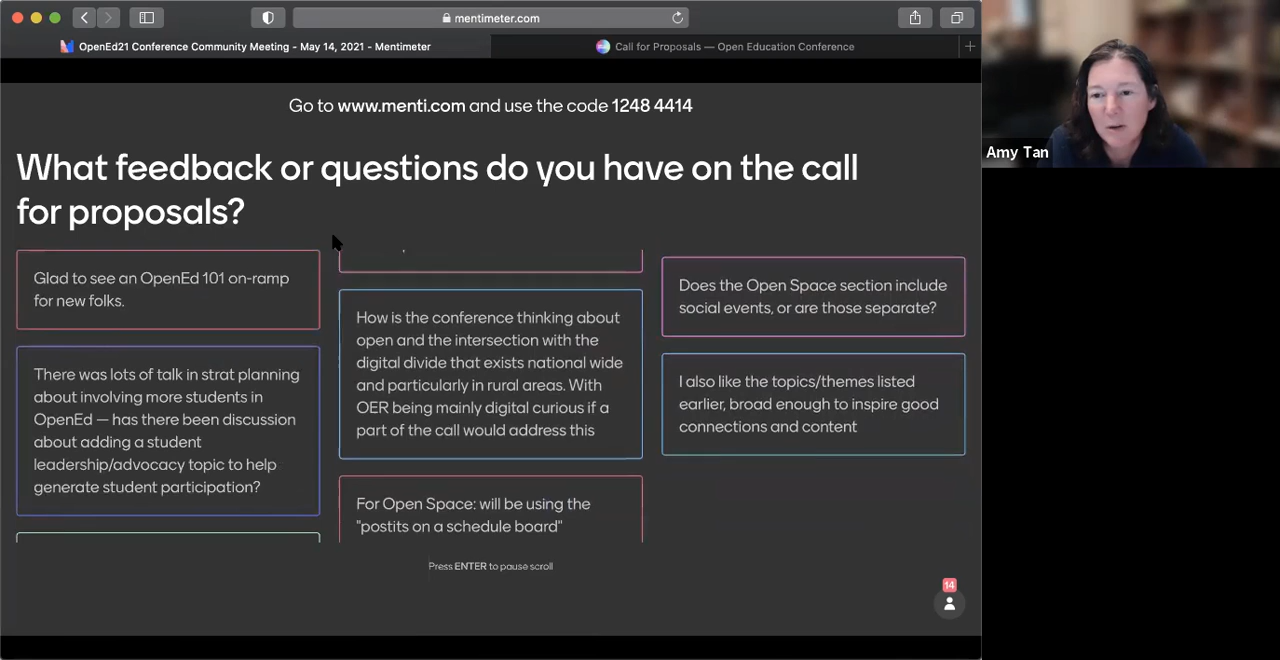 mentimeter.com
OpenEd21 Conference Community Meeting - May 14, 2021 - Mentimeter
Call for Proposals — Open Education Conference
Go to www.menti.com and use the code 1248 4414
What feedback or questions do you have on the call
for proposals?
Glad to see an OpenEd 101 on-ramp
for new folks.
There was lots of talk in strat planning
about involving more students in
OpenEd — has there been discussion
about adding a student
leadership/advocacy topic to help
generate student participation?
How is the conference thinking about
open and the intersection with the
digital divide that exists national wide
and particularly in rural areas. With
OER being mainly digital curious if a
part of the call would address this
For Open Space: will be using the
"postits on a schedule board"
Does the Open Space section include
social events, or are those separate?
I also like the topics/themes listed
earlier, broad enough to inspire good
connections and content
Press ENTER to pause scroll
14
Amy Tan